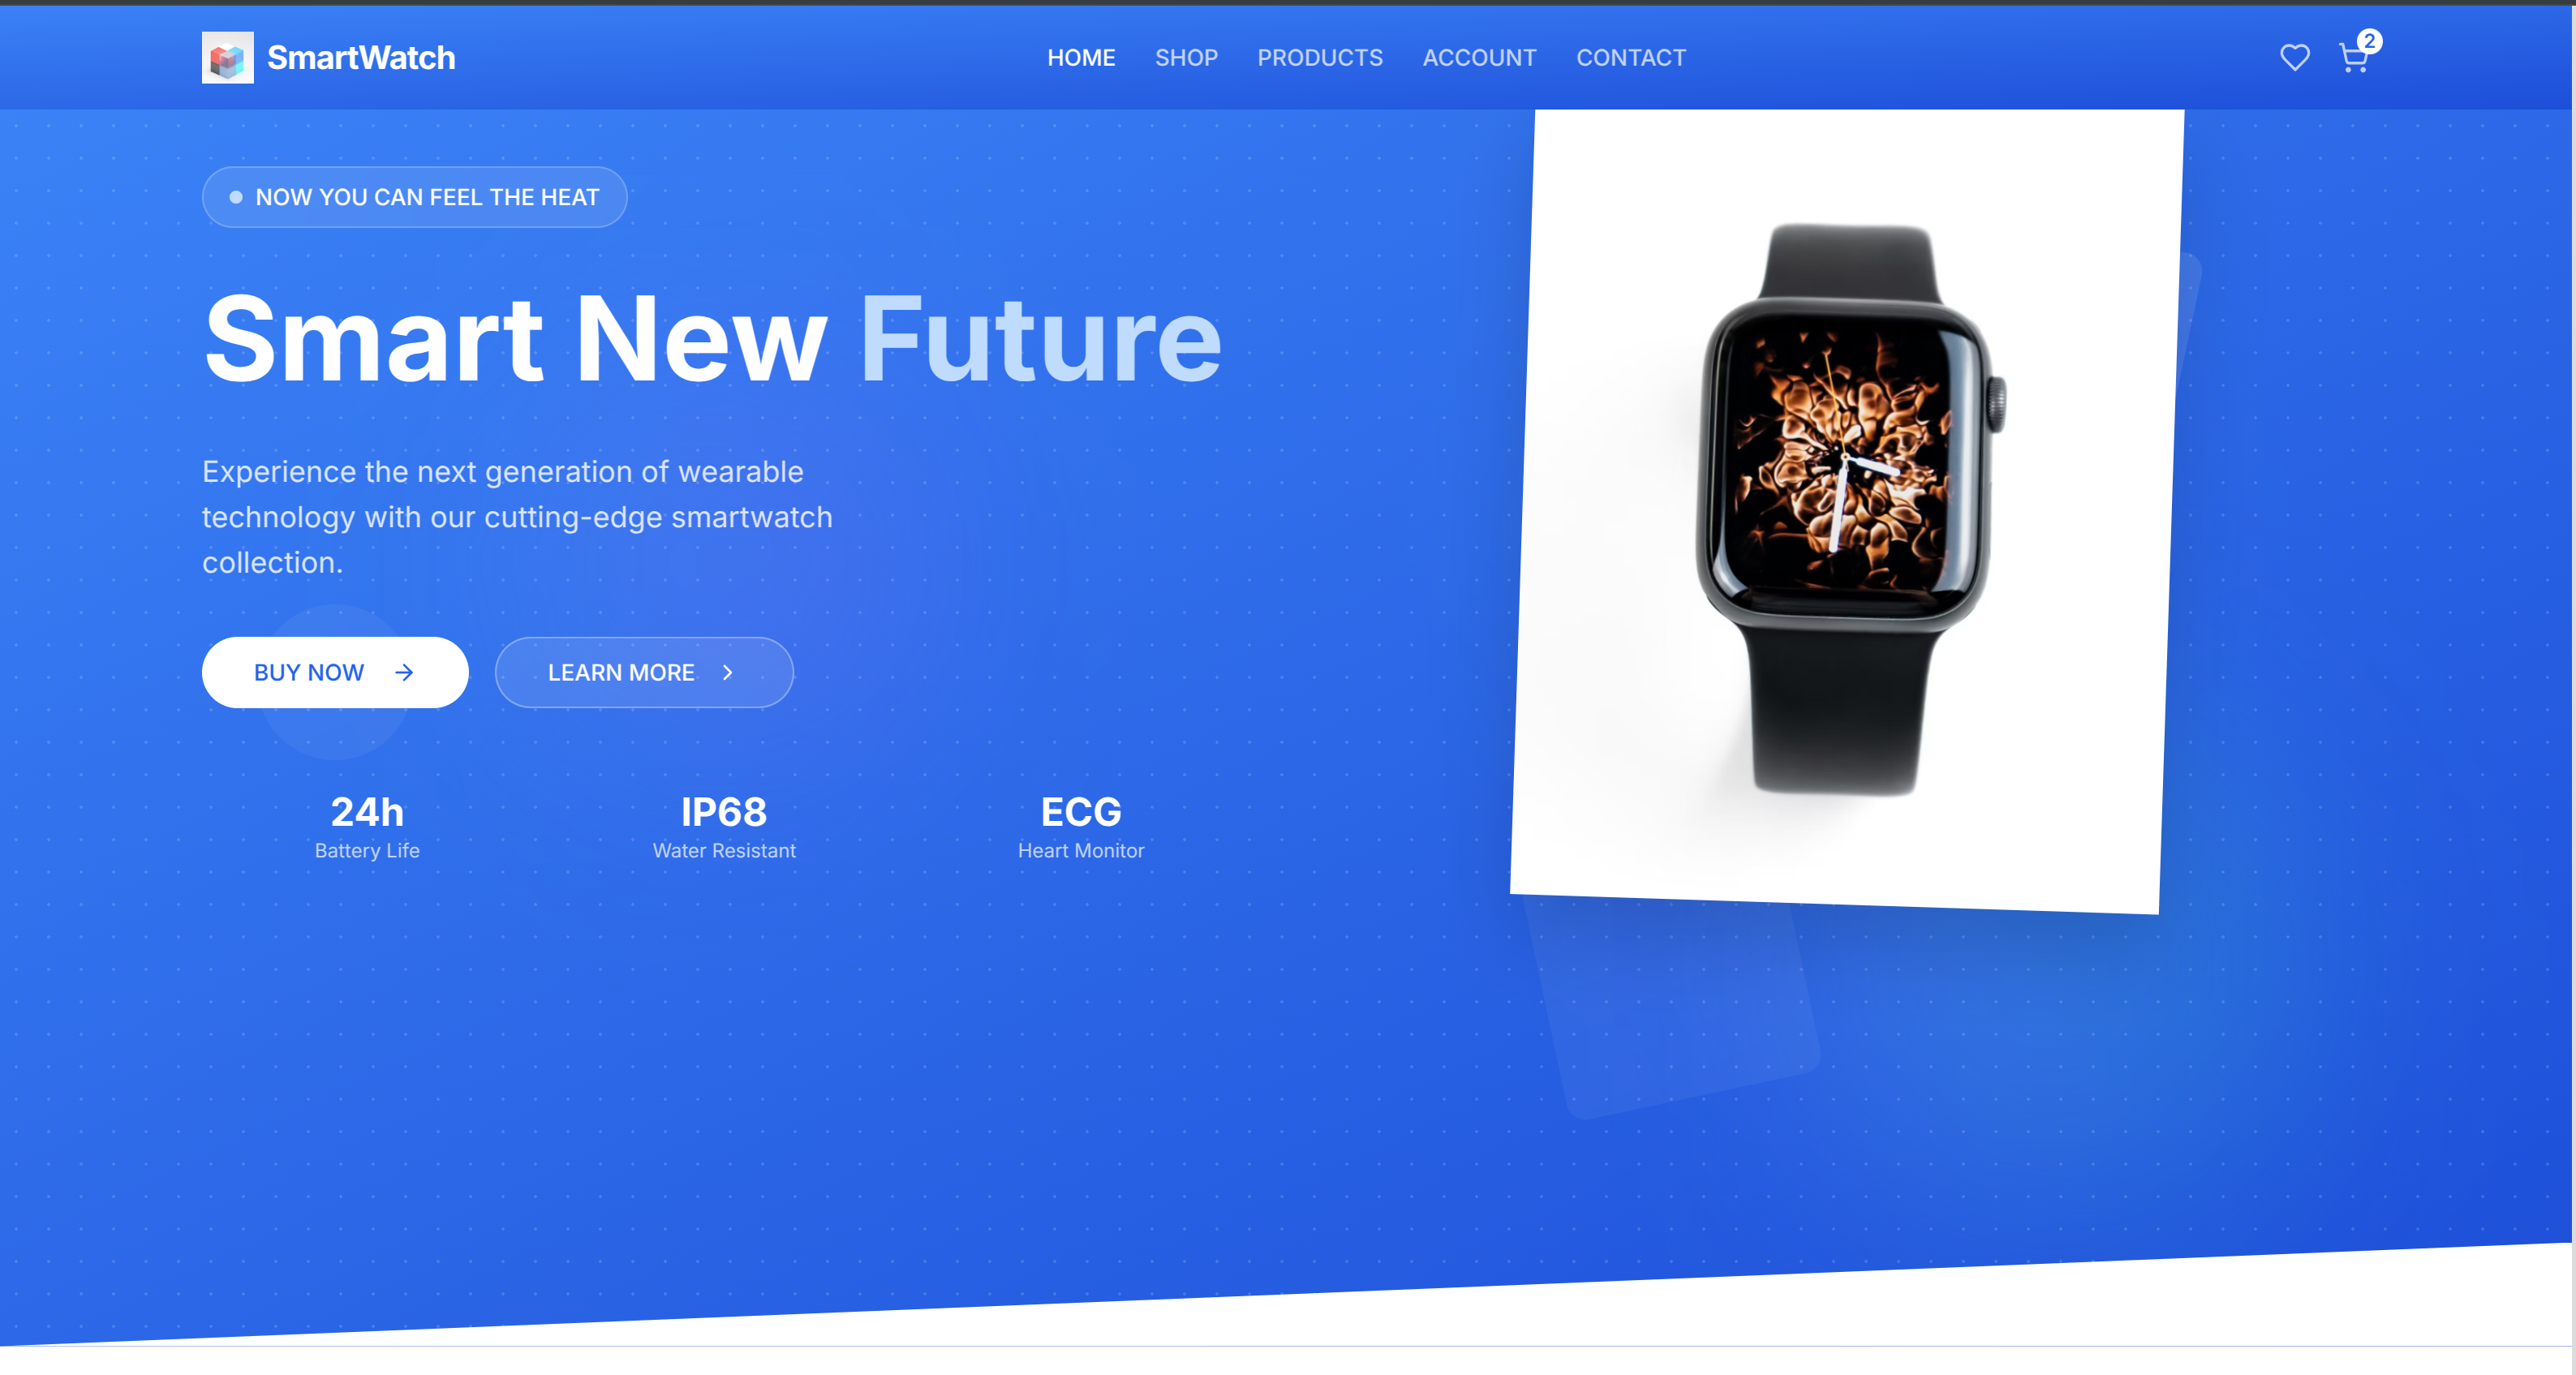 SmartWatch
HOME SHOP PRODUCTS ACCOUNT CONTACT
2
NOW YOU CAN FEEL THE HEAT
Smart New Future
Experience the next generation of wearable
technology with our cutting-edge smartwatch
collection.
BUY NOW
LEARN MORE
24h
Battery Life
IP68
Water Resistant
ECG
Heart Monitor